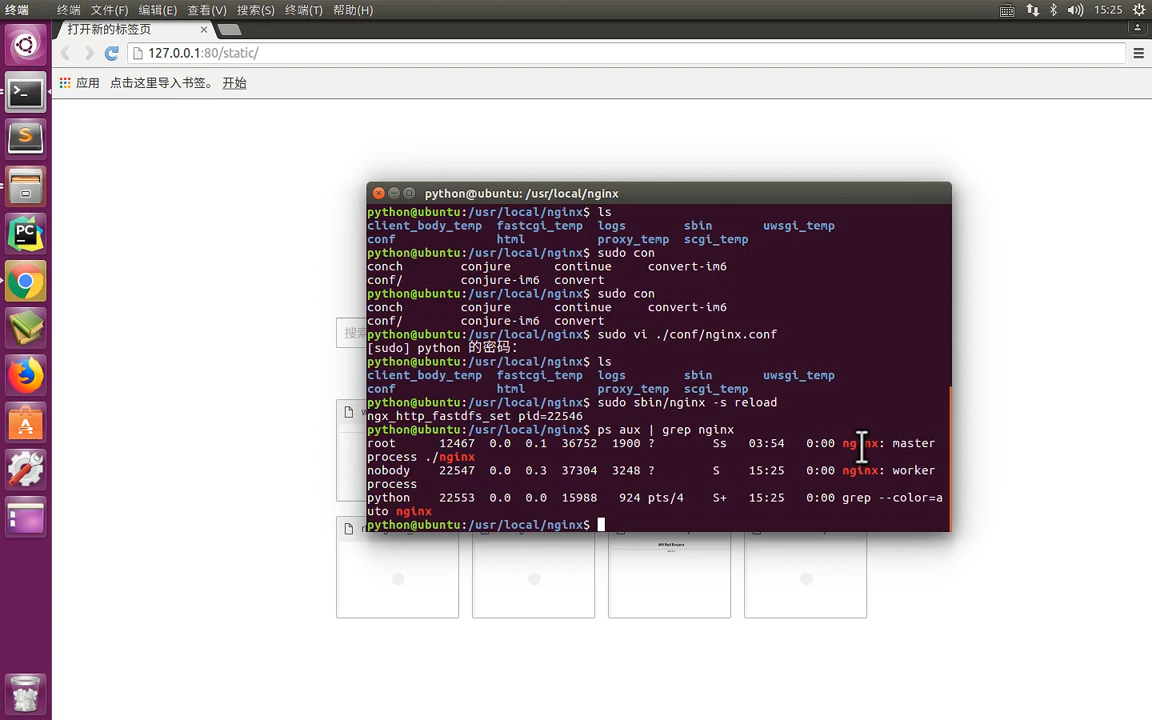 终端 终端 文件(F) 编辑(E) 查看(V) 搜索(S) 终端(T) 帮助(H) 15:25
打开新的标签页
127.0.0.1:80/static/
应用 点击这里导入书签。 开始
python@ubuntu: /usr/local/nginx
python@ubuntu:/usr/local/nginx$ ls
client_body_temp fastcgi_temp logs sbin uwsgi_temp
conf html proxy_temp scgi_temp
python@ubuntu:/usr/local/nginx$ sudo con
conch conjure continue convert-im6
conf/ conjure-im6 convert
python@ubuntu:/usr/local/nginx$ sudo con
conch conjure continue convert-im6
conf/ conjure-im6 convert
python@ubuntu:/usr/local/nginx$ sudo vi ./conf/nginx.conf
[sudo] python 的密码：
python@ubuntu:/usr/local/nginx$ ls
client_body_temp fastcgi_temp logs sbin uwsgi_temp
conf html proxy_temp scgi_temp
python@ubuntu:/usr/local/nginx$ sudo sbin/nginx -s reload
ngx_http_fastdfs_set pid=22546
python@ubuntu:/usr/local/nginx$ ps aux | grep nginx
root 12467 0.0 0.1 36752 1900 ? Ss 03:54 0:00 nginx: master
process ./nginx
nobody 22547 0.0 0.3 37304 3248 ? S 15:25 0:00 nginx: worker
process
python 22553 0.0 0.0 15988 924 pts/4 S+ 15:25 0:00 grep --color=a
uto nginx
python@ubuntu:/usr/local/nginx$